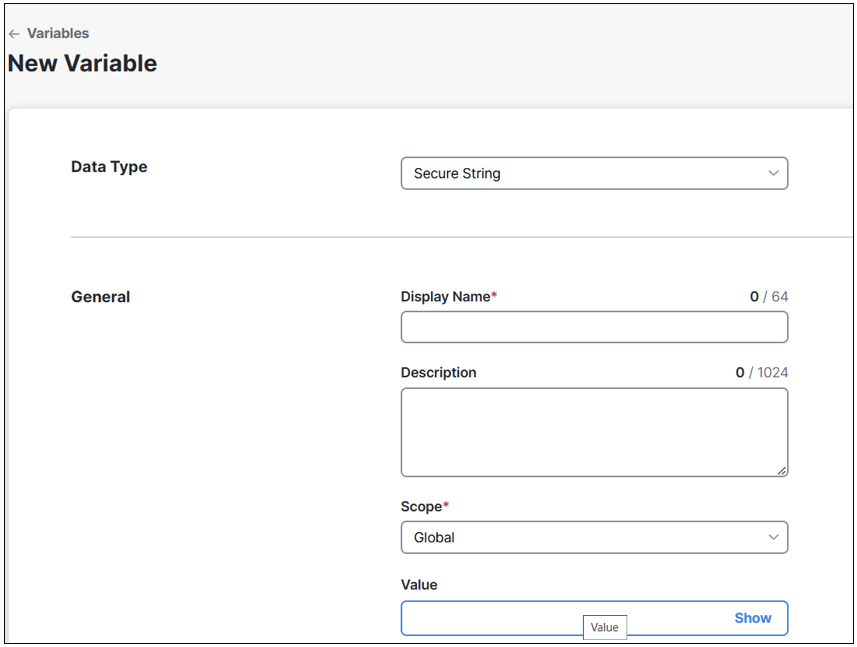 ← Variables
New Variable
Data Type
Secure String
General
Display Name* 0 / 64
Description 0 / 1024
Scope*
Global
Value
Show
Value